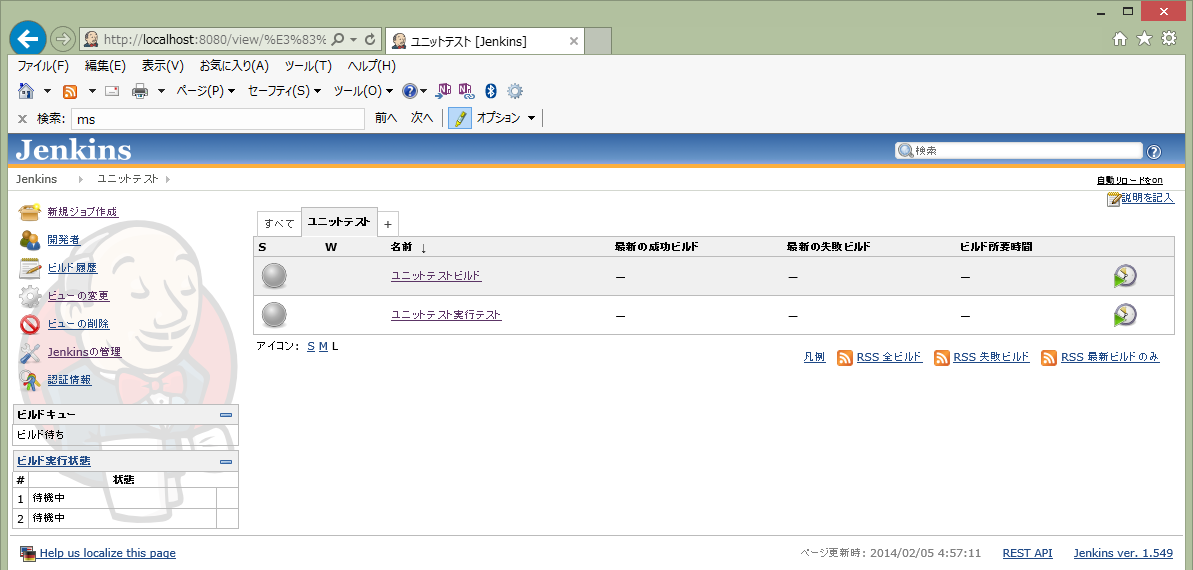 http://localhost:8080/view/%E3%83%
ユニットテスト [Jenkins]
ファイル(F) 編集(E) 表示(V) お気に入り(A) ツール(T) ヘルプ(H)
ページ(P) セーフティ(S) ツール(O)
検索: ms 前へ 次へ オプション
Jenkins
検索
Jenkins ユニットテスト
自動リロードをon
説明を記入
新規ジョブ作成
開発者
ビルド履歴
ビューの変更
ビューの削除
Jenkinsの管理
認証情報
ビルドキュー
ビルド待ち
ビルド実行状態
# 状態
1 待機中
2 待機中
すべて ユニットテスト +
S W 名前 ↓ 最新の成功ビルド 最新の失敗ビルド ビルド所要時間
ユニットテストビルド — — —
ユニットテスト実行テスト — — —
アイコン: S M L
凡例 RSS 全ビルド RSS 失敗ビルド RSS 最新ビルドのみ
Help us localize this page
ページ更新時: 2014/02/05 4:57:11 REST API Jenkins ver. 1.549